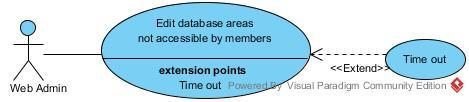 Edit database areas
not accessible by members
extension points
Time out
Web Admin
<<Extend>>
Time out
Powered By Visual Paradigm Community Edition